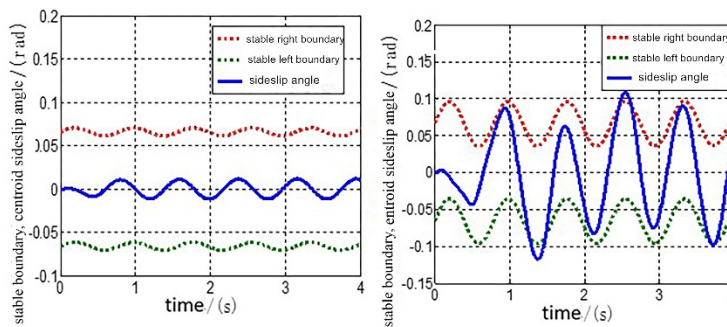 stable boundary, centroid sideslip angle / (rad)
0.2
0.15
0.1
0.05
0
-0.05
-0.1
0 1 2 3 4
time / (s)
stable right boundary
stable left boundary
sideslip angle
stable boundary, centroid sideslip angle / (rad)
0.2
0.15
0.1
0.05
0
-0.05
-0.1
-0.15
0 1 2 3
time / (s)
stable right boundary
stable left boundary
sideslip angle